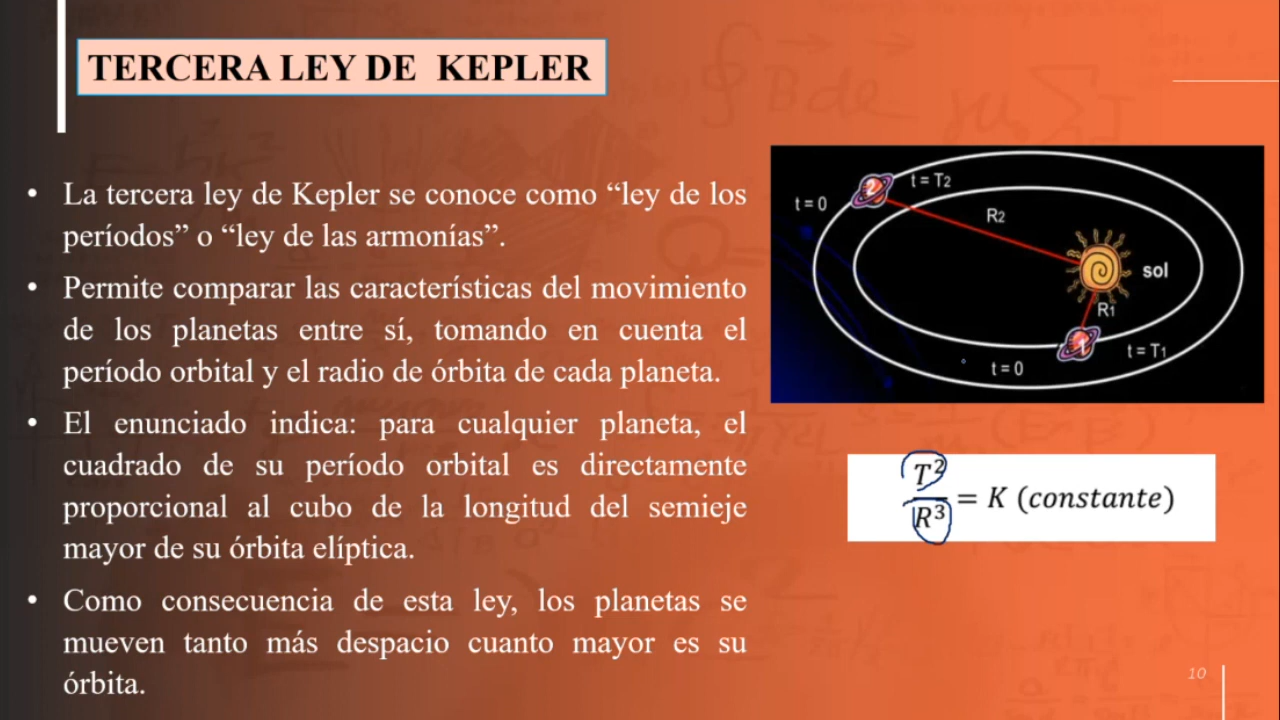 TERCERA LEY DE KEPLER
• La tercera ley de Kepler se conoce como “ley de los
períodos” o “ley de las armonías”.
• Permite comparar las características del movimiento
de los planetas entre sí, tomando en cuenta el
período orbital y el radio de órbita de cada planeta.
• El enunciado indica: para cualquier planeta, el
cuadrado de su período orbital es directamente
proporcional al cubo de la longitud del semieje
mayor de su órbita elíptica.
• Como consecuencia de esta ley, los planetas se
mueven tanto más despacio cuanto mayor es su
órbita.
t = 0
2
t = T2
R2
sol
R1
1
t = T1
t = 0
T²
R³
= K (constante)
10